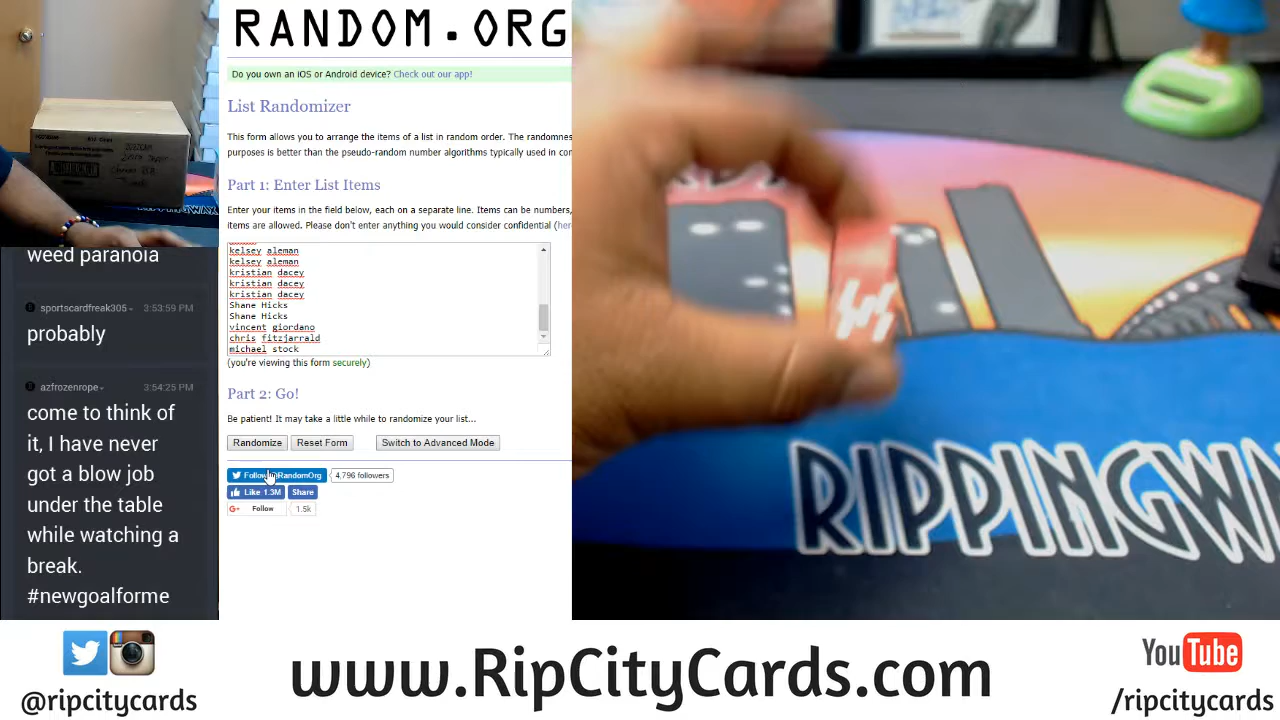 RANDOM.ORG
Do you own an iOS or Android device? Check out our app!
List Randomizer
This form allows you to arrange the items of a list in random order. The randomnes
purposes is better than the pseudo-random number algorithms typically used in co
Part 1: Enter List Items
Enter your items in the field below, each on a separate line. Items can be numbers,
items are allowed. Please don't enter anything you would consider confidential (her
kelsey aleman
kelsey aleman
kristian dacey
kristian dacey
kristian dacey
Shane Hicks
Shane Hicks
vincent giordano
chris fitzjarrald
michael stock
(you're viewing this form securely)
Part 2: Go!
Be patient! It may take a little while to randomize your list...
Randomize Reset Form Switch to Advanced Mode
Follow @RandomOrg 4,796 followers
Like 1.3M Share
G+ Follow 1.5k
weed paranoia
sportscardfreak305 3:53:59 PM
probably
azfrozenrope 3:54:25 PM
come to think of
it, I have never
got a blow job
under the table
while watching a
break.
#newgoalforme
RIPPINGW
@ripcitycards
www.RipCityCards.com
YouTube
/ripcitycards